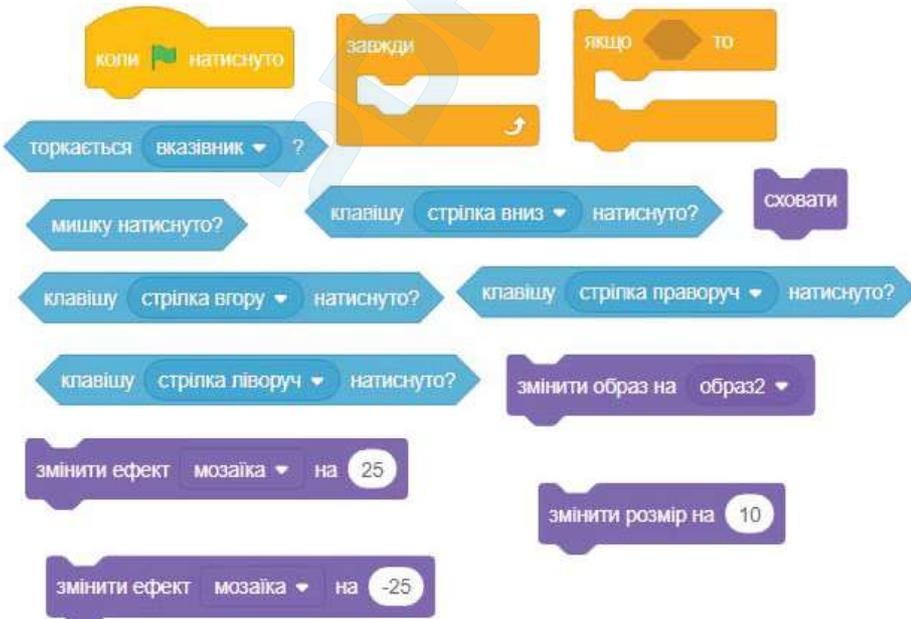 коли натиснуто
завжди
якщо то
торкається вказівник ?
мишку натиснуто?
клавішу стрілка вниз натиснуто?
сховати
клавішу стрілка вгору натиснуто?
клавішу стрілка праворуч натиснуто?
клавішу стрілка ліворуч натиснуто?
змінити образ на образ2
змінити ефект мозаїка на 25
змінити розмір на 10
змінити ефект мозаїка на -25